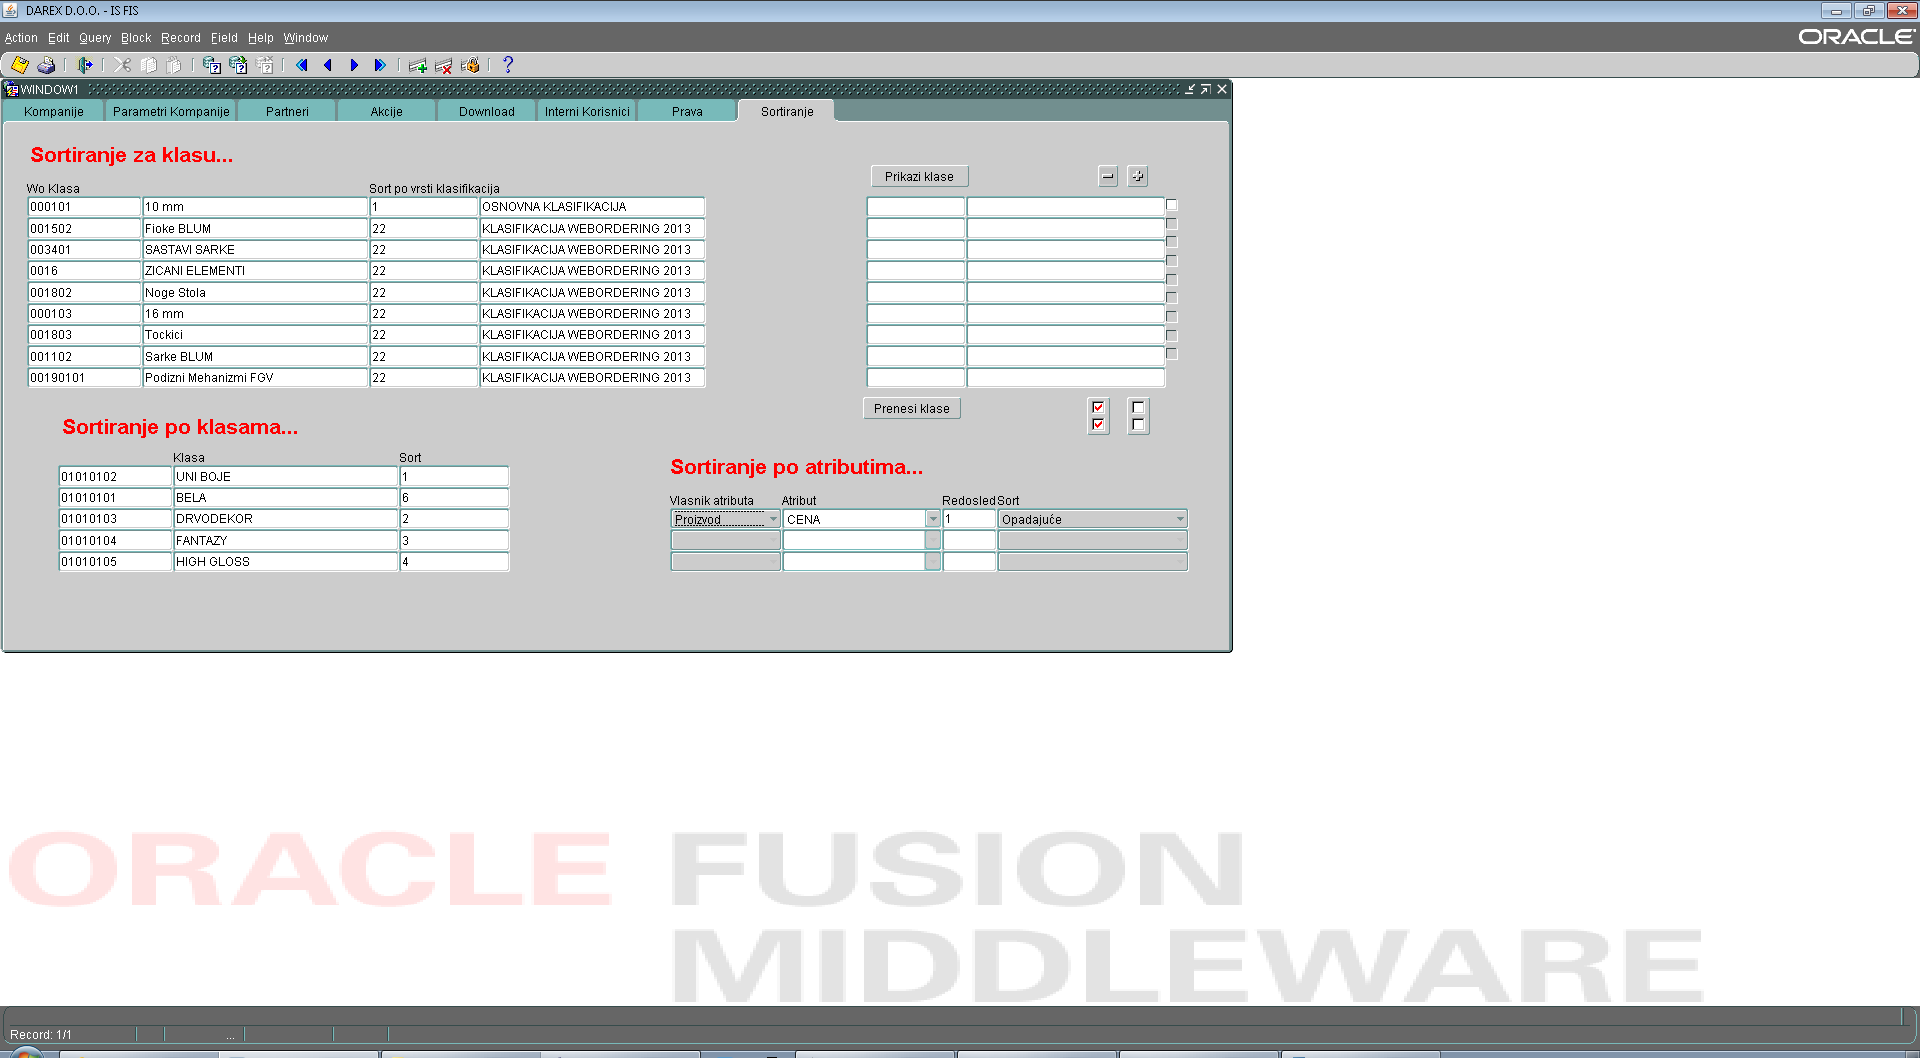 DAREX D.O.O. - IS FIS
Action Edit Query Block Record Field Help Window
ORACLE
WINDOW1
Kompanije Parametri Kompanije Partneri Akcije Download Interni Korisnici Prava Sortiranje
Sortiranje za klasu...
Prikazi klase
Wo Klasa Sort po vrsti klasifikacija
000101 10 mm 1 OSNOVNA KLASIFIKACIJA
001502 Fioke BLUM 22 KLASIFIKACIJA WEBORDERING 2013
003401 SASTAVI SARKE 22 KLASIFIKACIJA WEBORDERING 2013
0016 ZICANI ELEMENTI 22 KLASIFIKACIJA WEBORDERING 2013
001802 Noge Stola 22 KLASIFIKACIJA WEBORDERING 2013
000103 16 mm 22 KLASIFIKACIJA WEBORDERING 2013
001803 Tockici 22 KLASIFIKACIJA WEBORDERING 2013
001102 Sarke BLUM 22 KLASIFIKACIJA WEBORDERING 2013
00190101 Podizni Mehanizmi FGV 22 KLASIFIKACIJA WEBORDERING 2013
Prenesi klase
Sortiranje po klasama...
Klasa Sort
01010102 UNI BOJE 1
01010101 BELA 6
01010103 DRVODEKOR 2
01010104 FANTAZY 3
01010105 HIGH GLOSS 4
Sortiranje po atributima...
Vlasnik atributa Atribut Redosled Sort
Proizvod CENA 1 Opadajuće
ORACLE FUSION
MIDDLEWARE
Record: 1/1
...